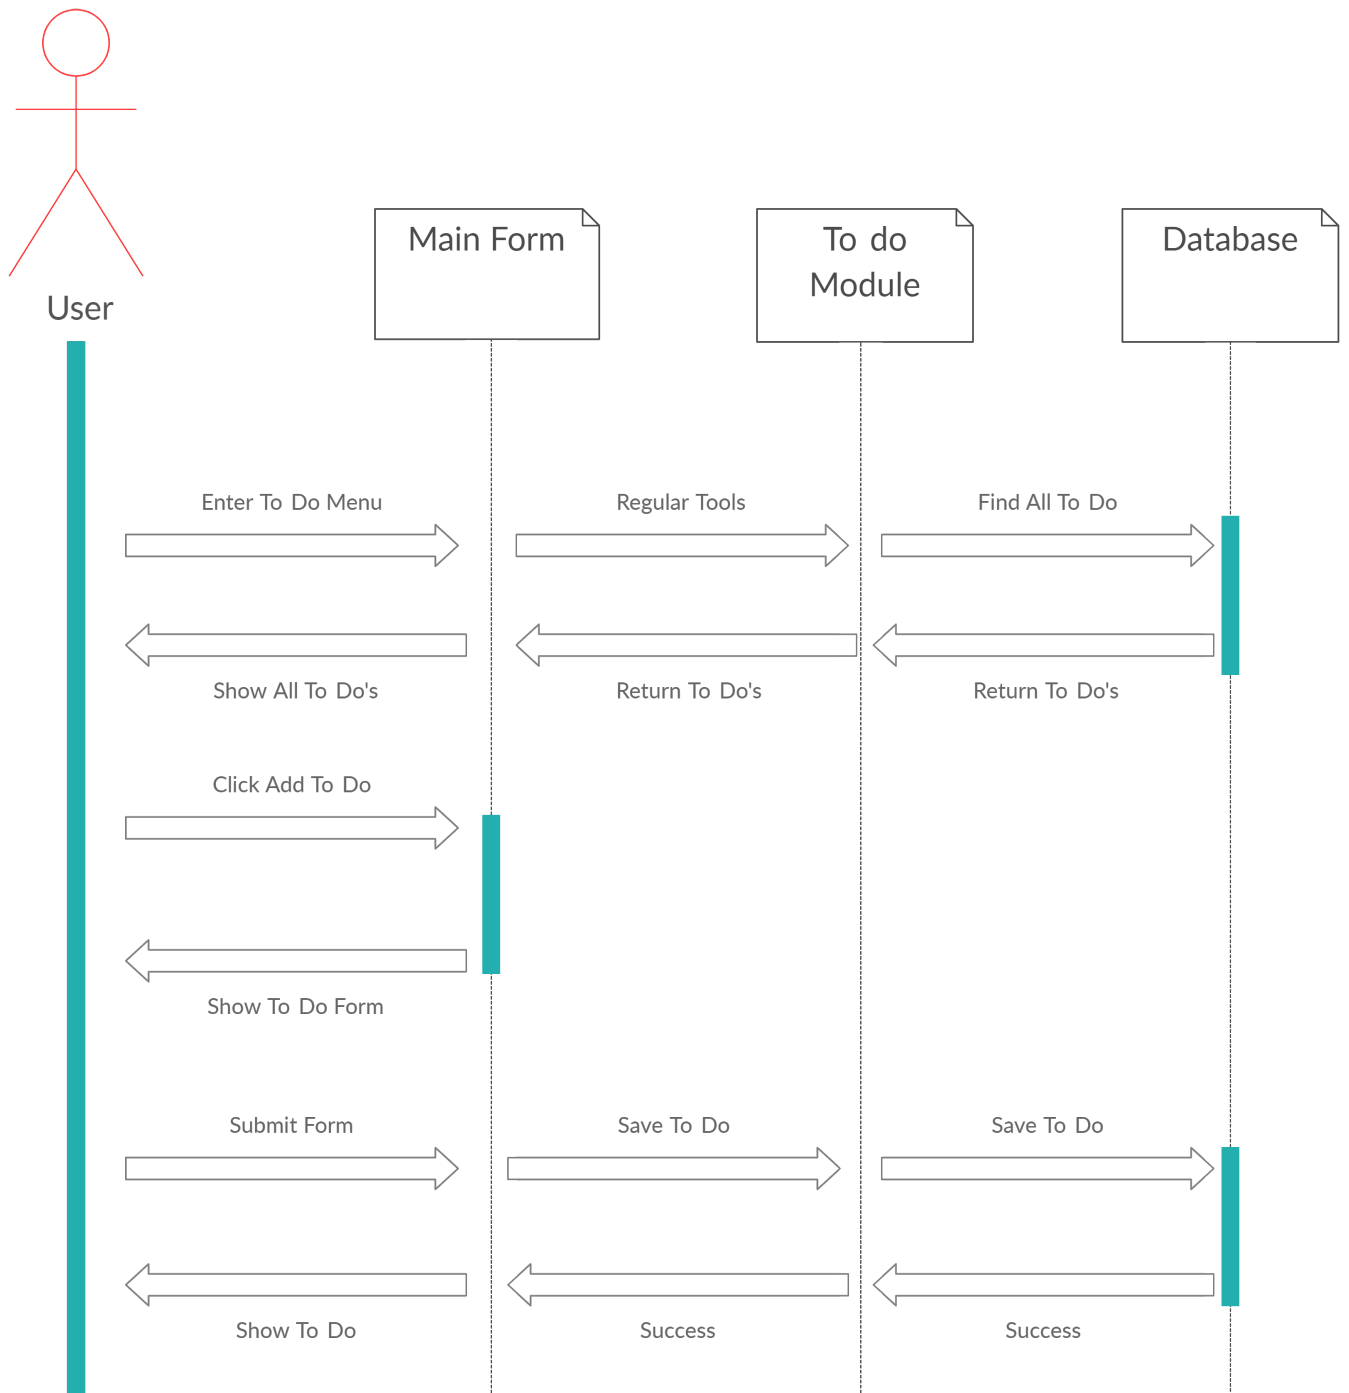 User
Main Form
To do
Module
Database
Enter To Do Menu
Regular Tools
Find All To Do
Show All To Do's
Return To Do's
Return To Do's
Click Add To Do
Show To Do Form
Submit Form
Save To Do
Save To Do
Show To Do
Success
Success